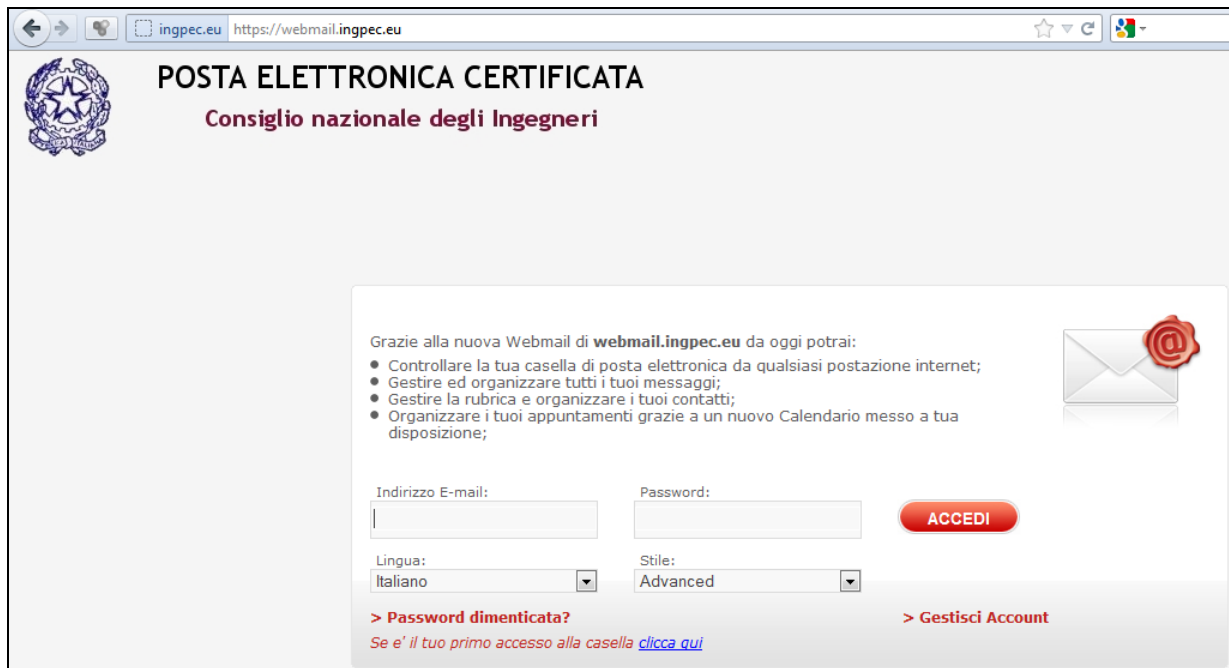 ingpec.eu https://webmail.ingpec.eu
POSTA ELETTRONICA CERTIFICATA
Consiglio nazionale degli Ingegneri
Grazie alla nuova Webmail di webmail.ingpec.eu da oggi potrai:
Controllare la tua casella di posta elettronica da qualsiasi postazione internet;
Gestire ed organizzare tutti i tuoi messaggi;
Gestire la rubrica e organizzare i tuoi contatti;
Organizzare i tuoi appuntamenti grazie a un nuovo Calendario messo a tua
disposizione;
@
Indirizzo E-mail: Password:
ACCEDI
Lingua: Stile:
Italiano Advanced
> Password dimenticata? > Gestisci Account
Se e' il tuo primo accesso alla casella clicca qui